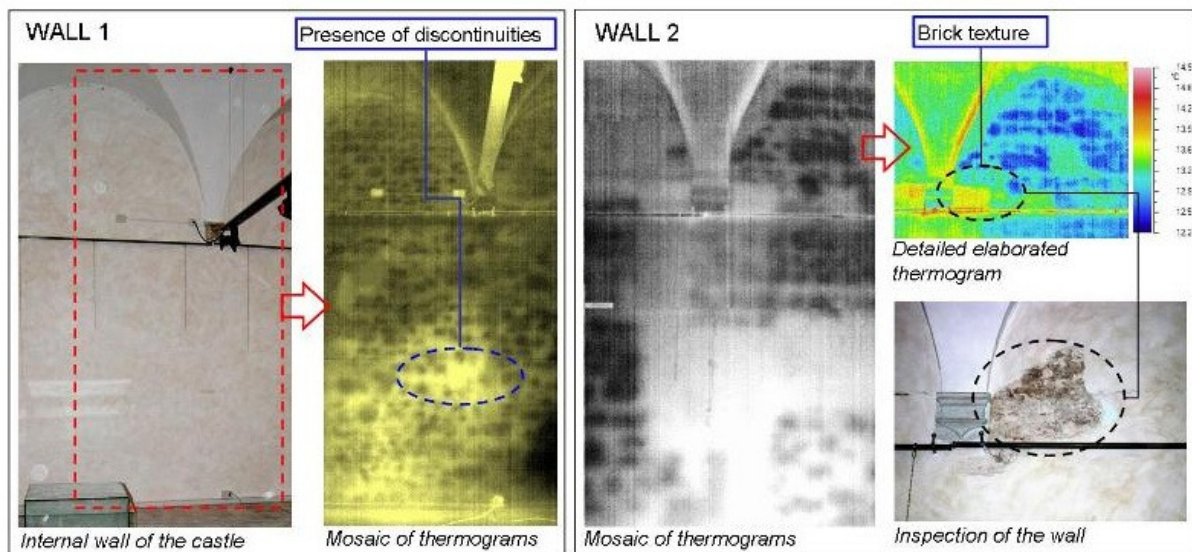 WALL 1
Presence of discontinuities
Internal wall of the castle
Mosaic of thermograms
WALL 2
Brick texture
Mosaic of thermograms
°C
Detailed elaborated
thermogram
Inspection of the wall